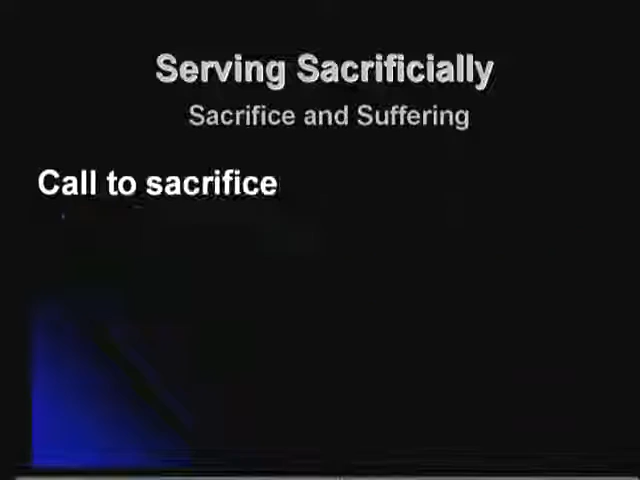 Serving Sacrificially
Sacrifice and Suffering
Call to sacrifice